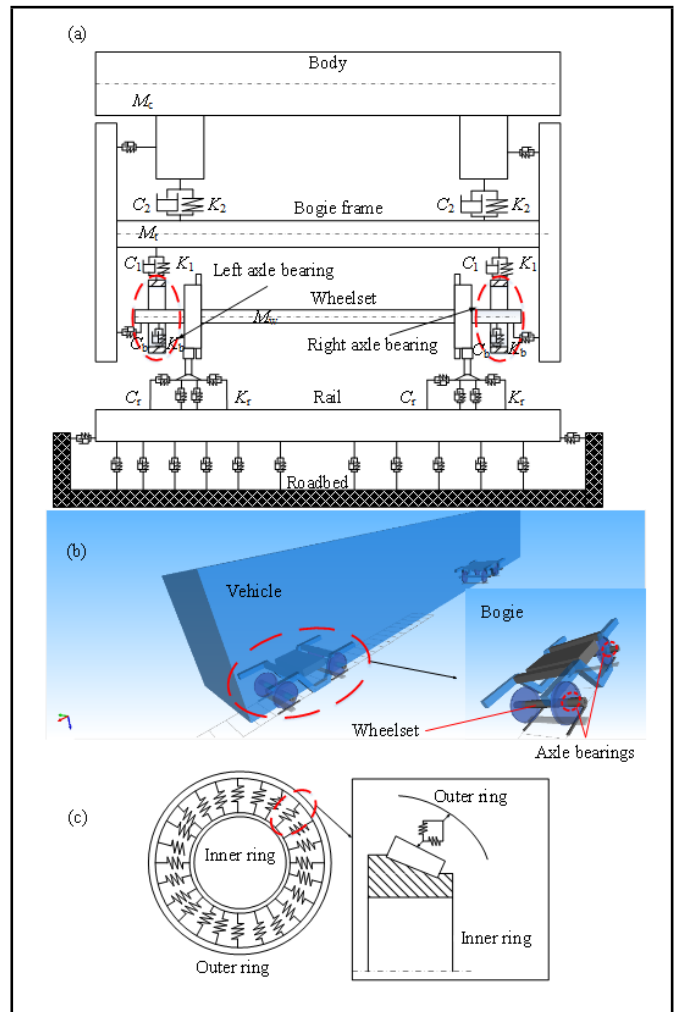 (a)
Body
Mc
C2 K2 C2 K2
Bogie frame
Mt
C1 K1 C1 K1
Left axle bearing
Wheelset
Mw
Right axle bearing
Cb Kb Cb Kb
Cr Kr Rail Cr Kr
Roadbed
(b)
Vehicle
Bogie
Wheelset
Axle bearings
(c)
Outer ring
Inner ring
Inner ring
Outer ring